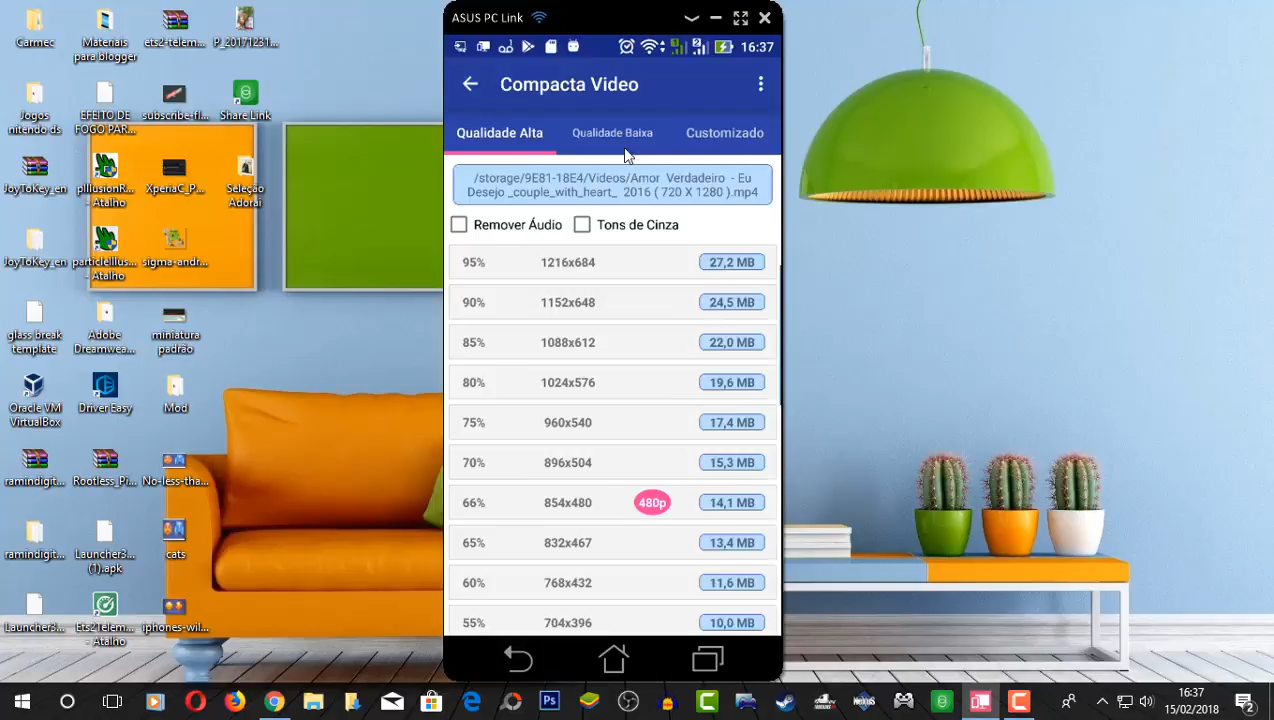 ASUS PC Link
16:37
Compacta Video
Qualidade Alta
Qualidade Baixa
Customizado
/storage/9E81-18E4/Videos/Amor Verdadeiro - Eu
Desejo _couple_with_heart_ 2016 ( 720 X 1280 ).mp4
Remover Áudio
Tons de Cinza
95% 1216x684 27,2 MB
90% 1152x648 24,5 MB
85% 1088x612 22,0 MB
80% 1024x576 19,6 MB
75% 960x540 17,4 MB
70% 896x504 15,3 MB
66% 854x480 480p 14,1 MB
65% 832x467 13,4 MB
60% 768x432 11,6 MB
55% 704x396 10,0 MB
Carmec
Materiais
para blogger
ets2-telem...
P_20171231...
Jogos
nitendo ds
EFEITO DE
FOGO PAR...
subscribe-fl...
Share Link
JoyToKey_en
pIllusionR...
- Atalho
XperiaC_P...
Seleção
Adorai
JoyToKey_en
particleIllus...
- Atalho
sigma-andr...
glass break
template
Adobe
Dreamwea...
miniatura
padrão
Oracle VM
VirtualBox
Driver Easy
Mod
ramindigit...
Rootless_Pi...
No-less-tha...
ramindigit...
Launcher3...
(1).apk
cats
Launcher3...
Ets2Telem...
- Atalho
iphones-wil...
Ps
16:37
15/02/2018
2